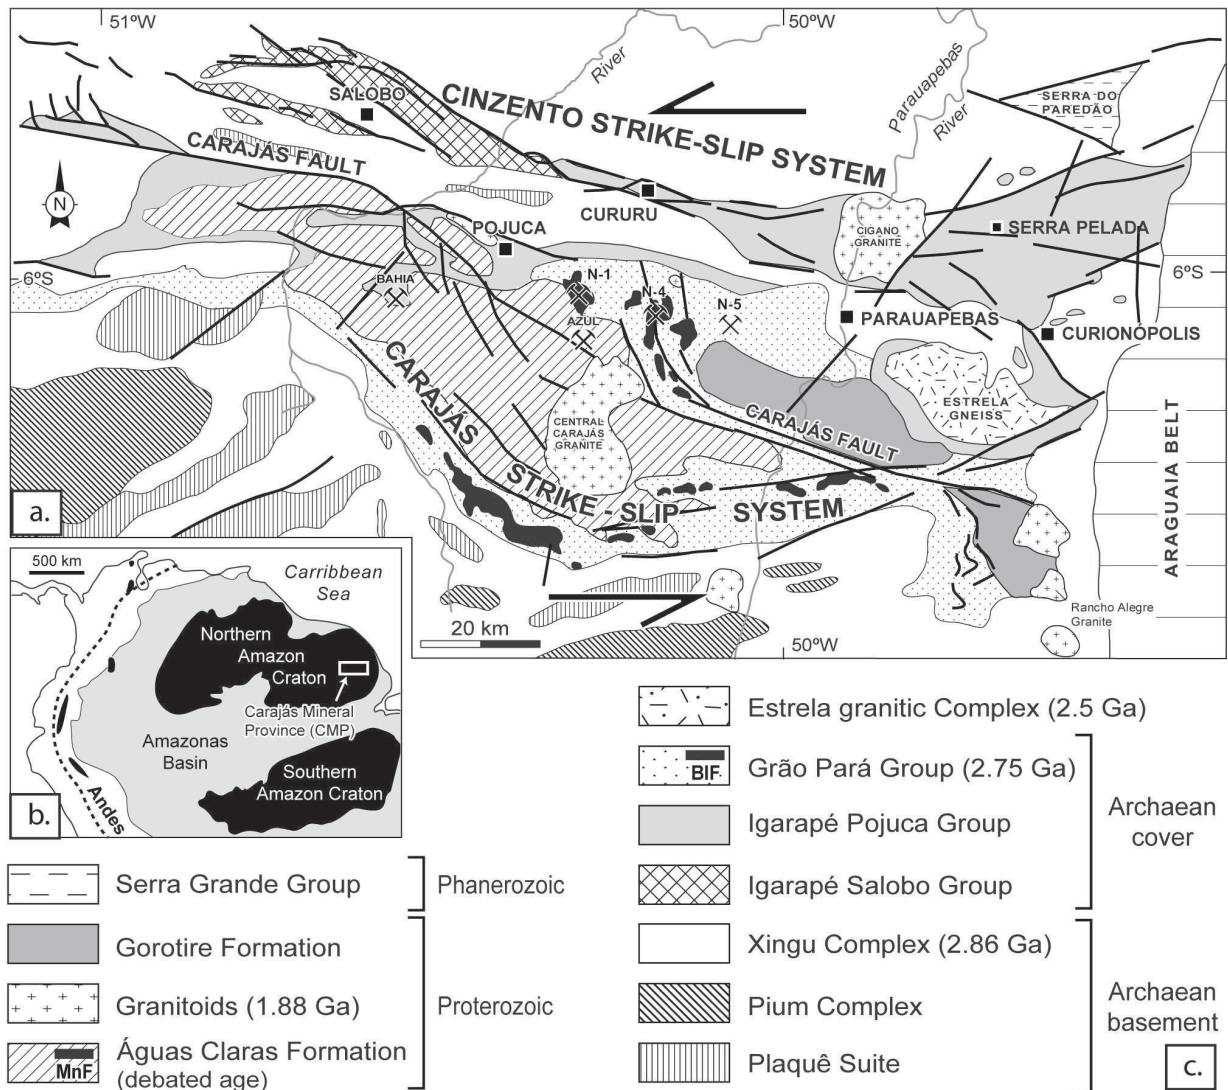 51ºW
50ºW
River
Parauapebas
River
SALOBO
CINZENTO STRIKE-SLIP SYSTEM
SERRA DO
PAREDÃO
CARAJÁS FAULT
N
CURURU
POJUCA
CIGANO
GRANITE
SERRA PELADA
6ºS
6ºS
BAHIA
N-1
N-4
N-5
AZUL
PARAUAPEBAS
CURIONÓPOLIS
CARAJÁS
STRIKE - SLIP
SYSTEM
CENTRAL
CARAJÁS
GRANITE
CARAJÁS FAULT
ESTRELA
GNEISS
ARAGUAIA BELT
a.
20 km
50ºW
Rancho Alegre
Granite
500 km
Carribbean
Sea
Northern
Amazon
Craton
Carajás Mineral
Province (CMP)
Amazonas
Basin
Southern
Amazon Craton
Andes
b.
Serra Grande Group
Phanerozoic
Gorotire Formation
Granitoids (1.88 Ga)
Proterozoic
MnF
Águas Claras Formation
(debated age)
Estrela granitic Complex (2.5 Ga)
BIF
Grão Pará Group (2.75 Ga)
Igarapé Pojuca Group
Igarapé Salobo Group
Archaean
cover
Xingu Complex (2.86 Ga)
Pium Complex
Plaquê Suite
Archaean
basement
c.